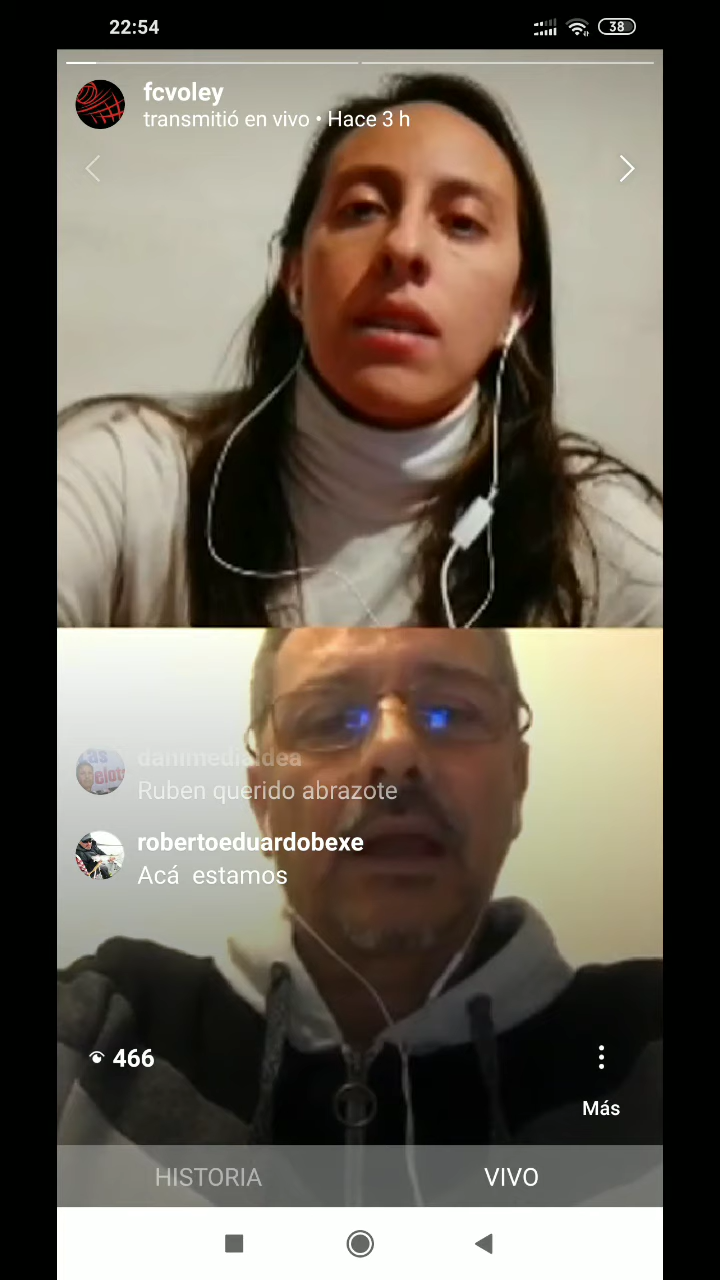 22:54
38
fcvoley
transmitió en vivo • Hace 3 h
danimedialdea
Ruben querido abrazote
robertoeduardobexe
Acá estamos
466
Más
HISTORIA
VIVO